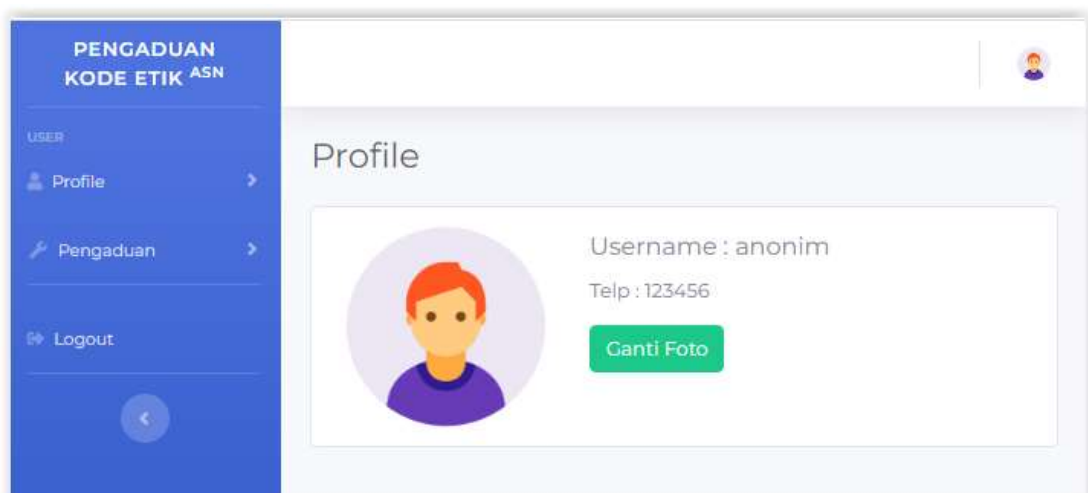 PENGADUAN
KODE ETIK ASN
USER
Profile
Pengaduan
Logout
Profile
Username : anonim
Telp : 123456
Ganti Foto